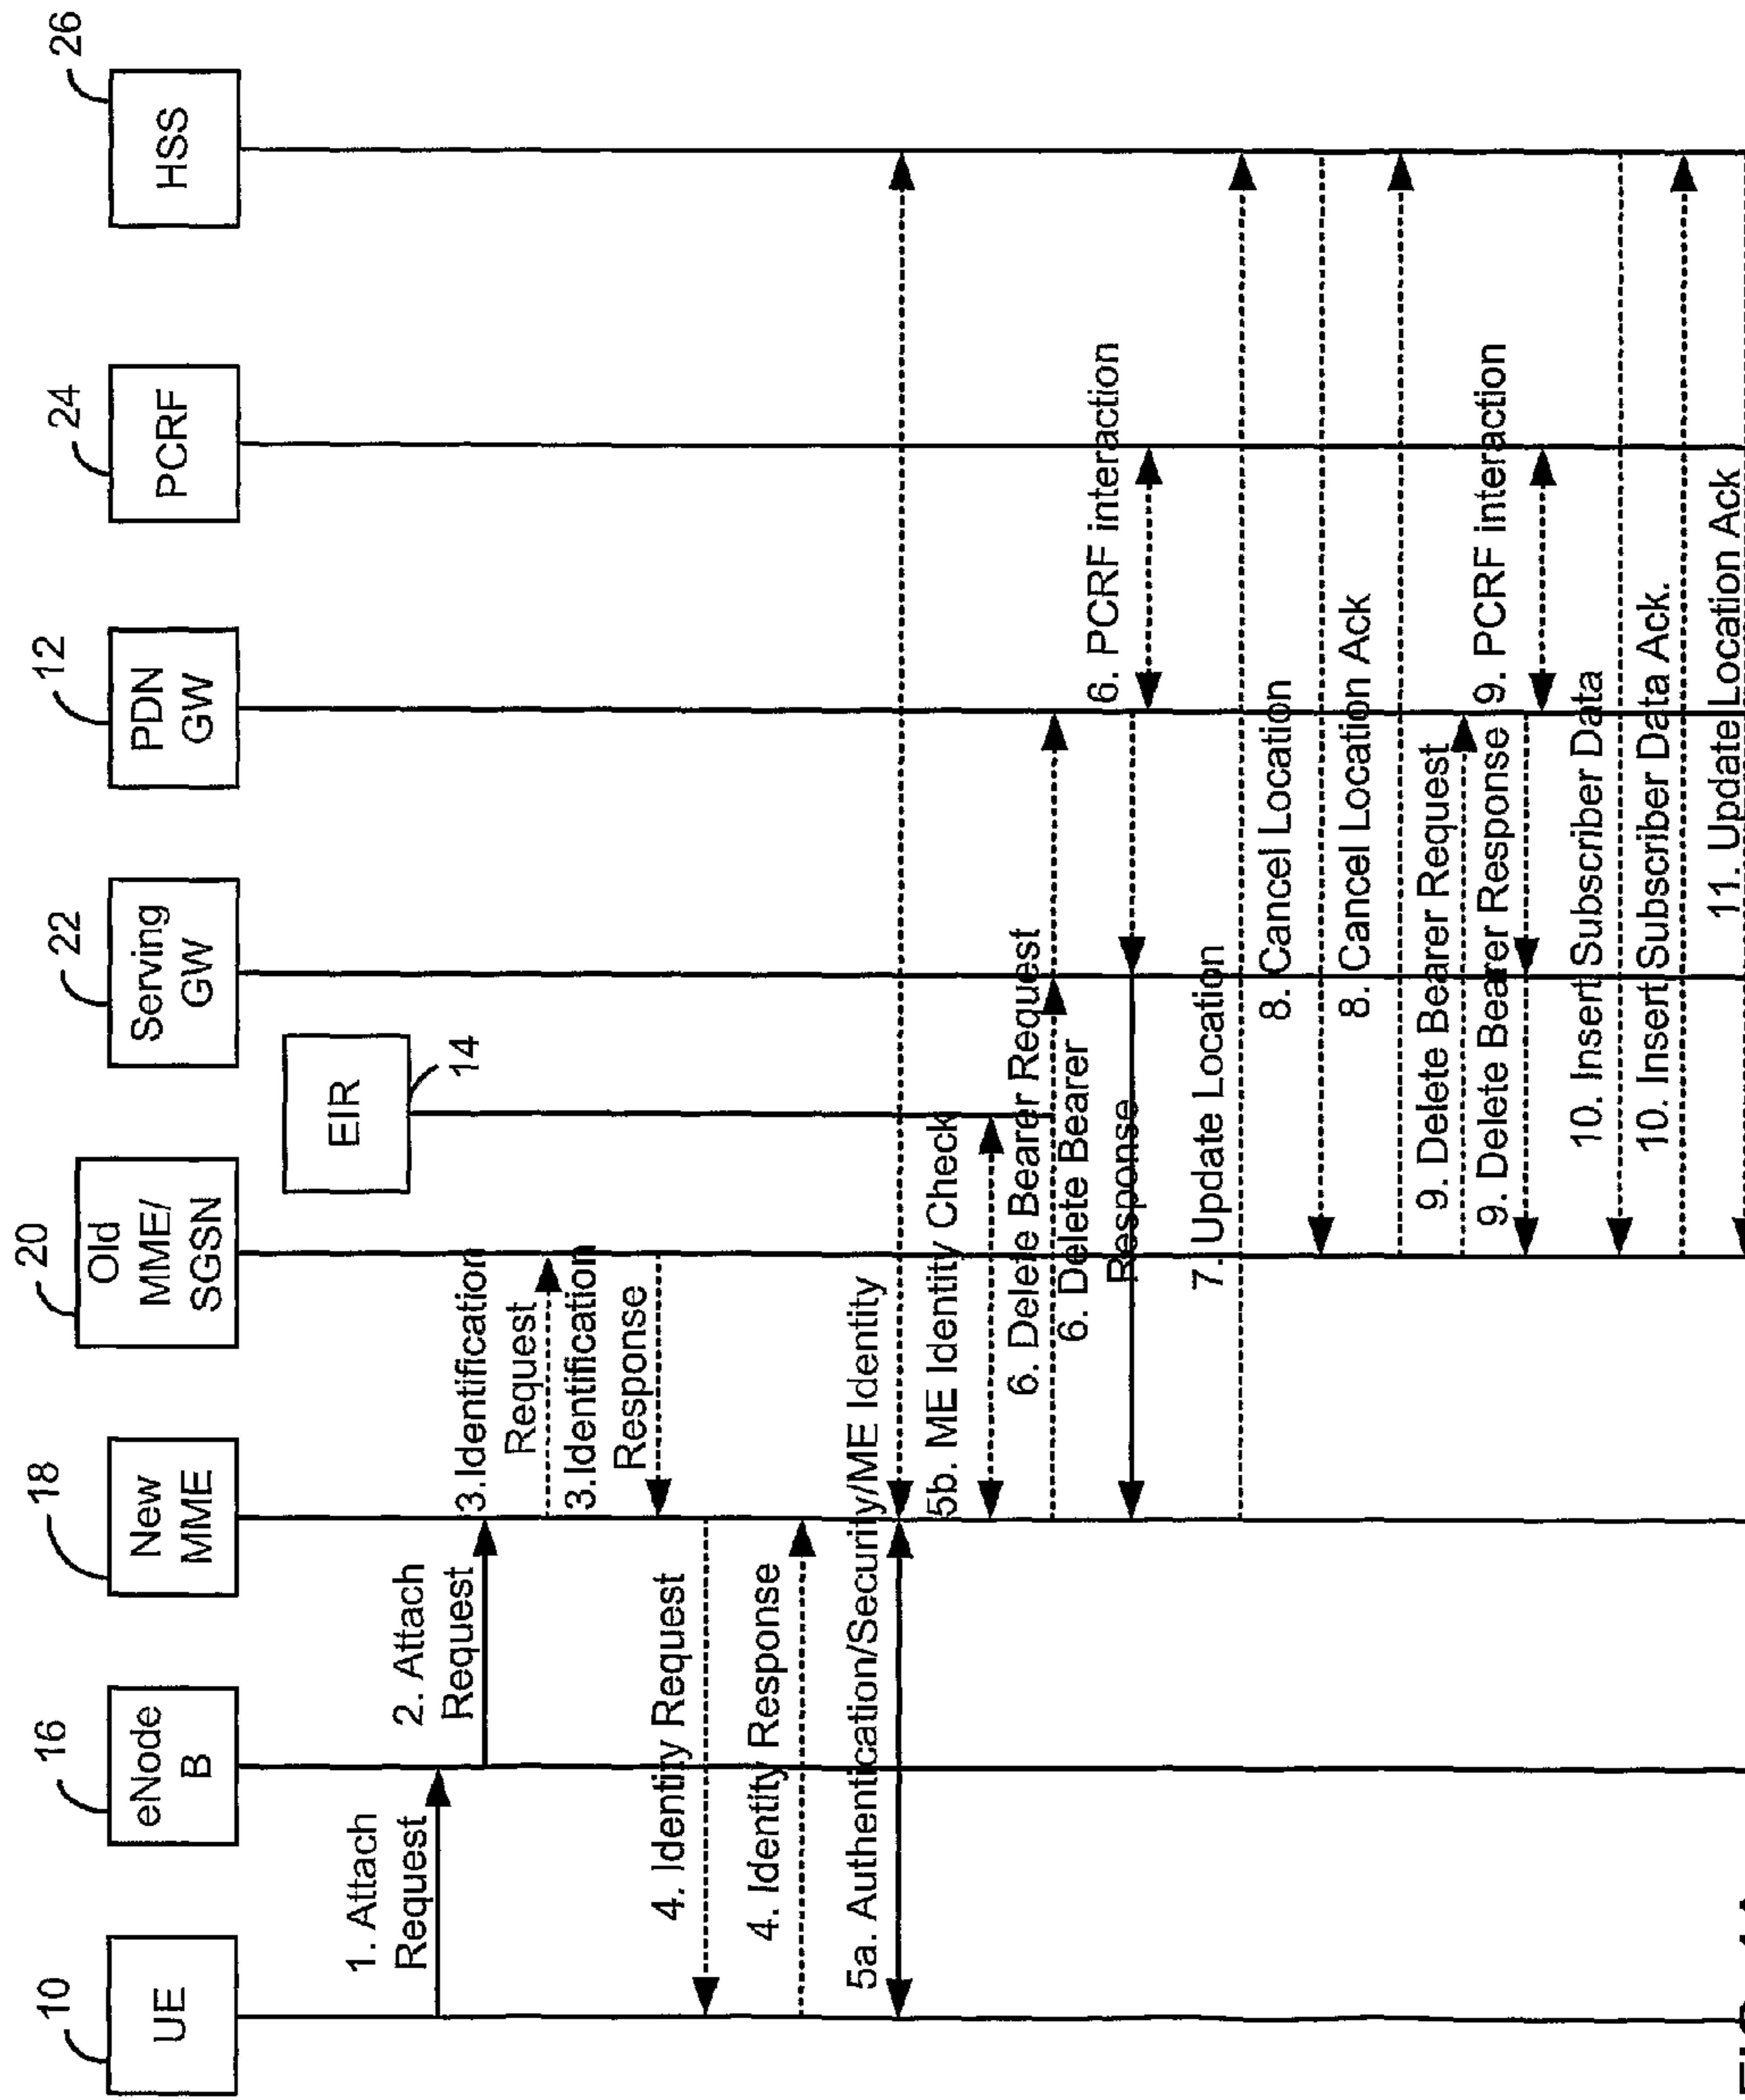 10
UE
16
eNode
B
18
New
MME
20
Old
MME/
SGSN
EIR
14
22
Serving
GW
12
PDN
GW
24
PCRF
26
HSS
1. Attach
Request
2. Attach
Request
3.Identification
Request
3.Identification
Response
4. Identity Request
4. Identity Response
5a. Authentication/Security/ME Identity
5b. ME Identity Check
6. Delete Bearer Request
6. Delete Bearer
Response
6. PCRF interaction
7. Update Location
8. Cancel Location
8. Cancel Location Ack
9. Delete Bearer Request
9. Delete Bearer Response
9. PCRF interaction
10. Insert Subscriber Data
10. Insert Subscriber Data Ack.
11. Update Location Ack